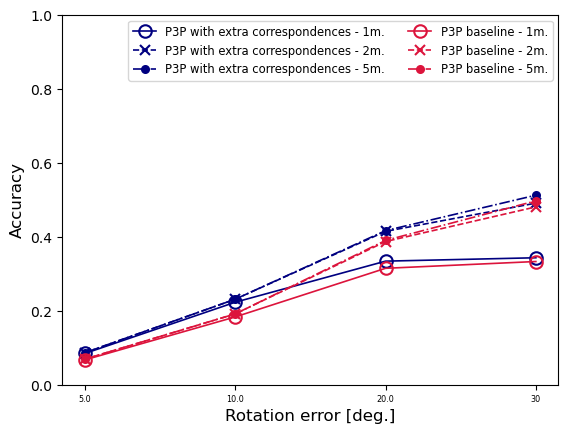 P3P with extra correspondences - 1m.
P3P with extra correspondences - 2m.
P3P with extra correspondences - 5m.
P3P baseline - 1m.
P3P baseline - 2m.
P3P baseline - 5m.
Accuracy
1.0
0.8
0.6
0.4
0.2
0.0
5.0 10.0 20.0 30
Rotation error [deg.]